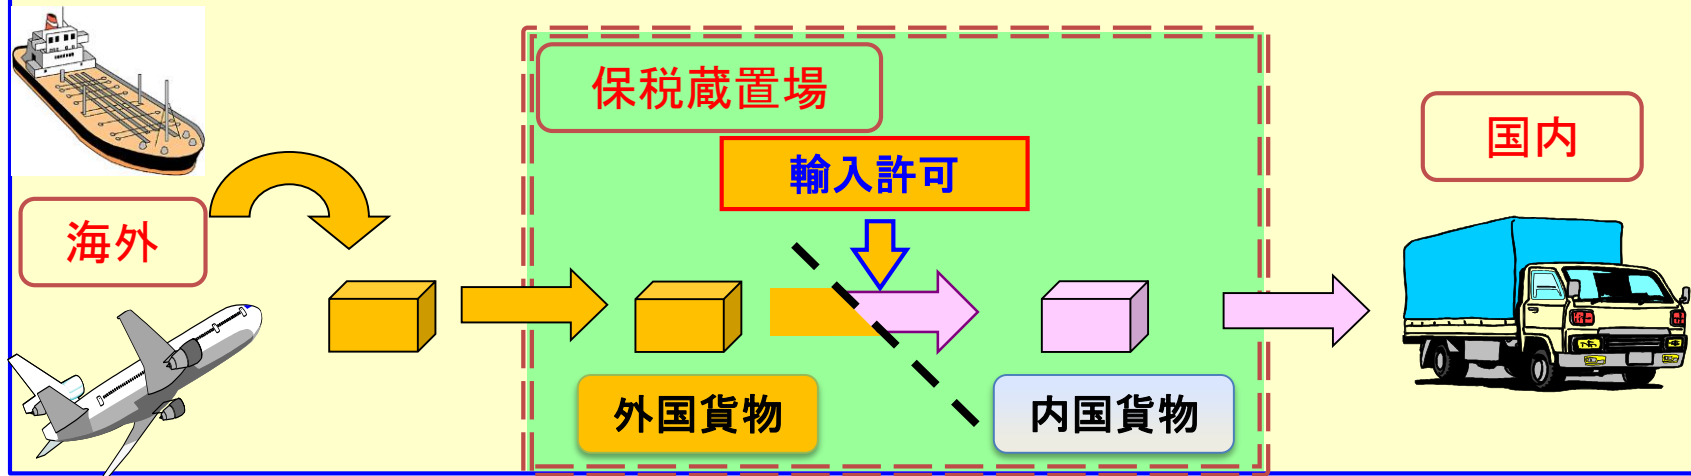 保税蔵置場
国内
輸入許可
海外
外国貨物
内国貨物